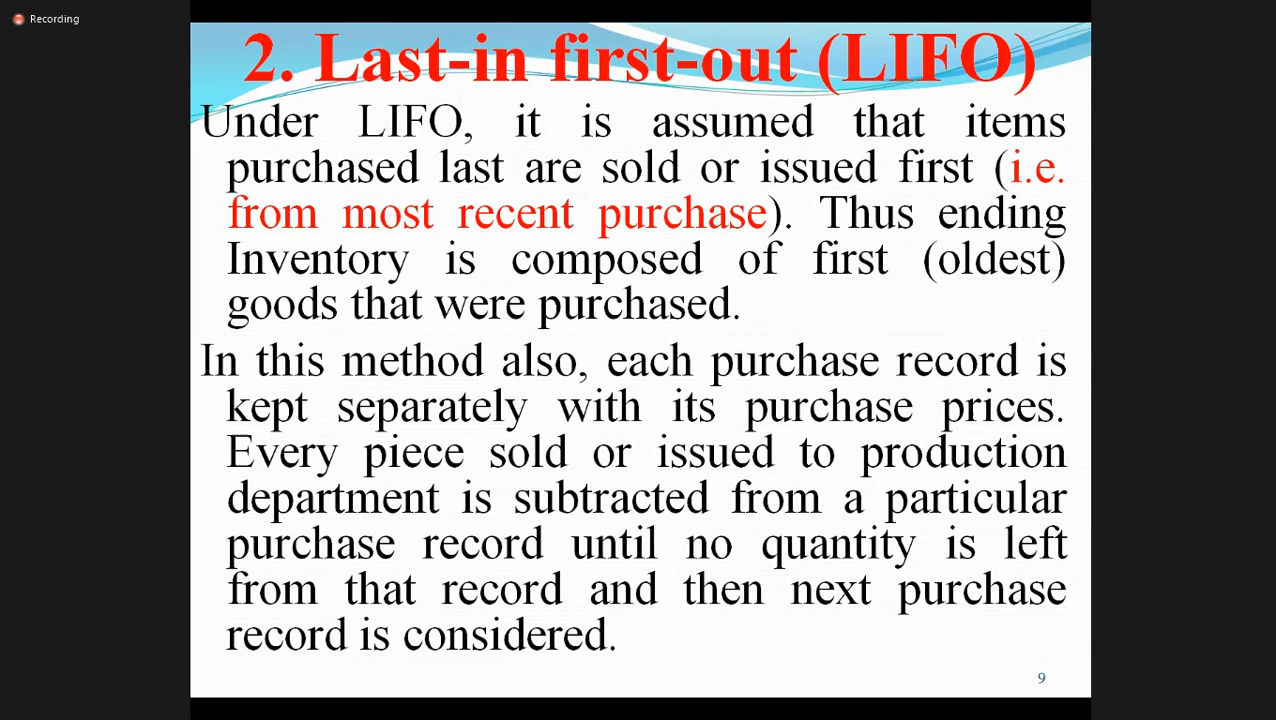 Recording
2. Last-in first-out (LIFO)
Under LIFO, it is assumed that items
purchased last are sold or issued first (i.e.
from most recent purchase). Thus ending
Inventory is composed of first (oldest)
goods that were purchased.
In this method also, each purchase record is
kept separately with its purchase prices.
Every piece sold or issued to production
department is subtracted from a particular
purchase record until no quantity is left
from that record and then next purchase
record is considered.
9